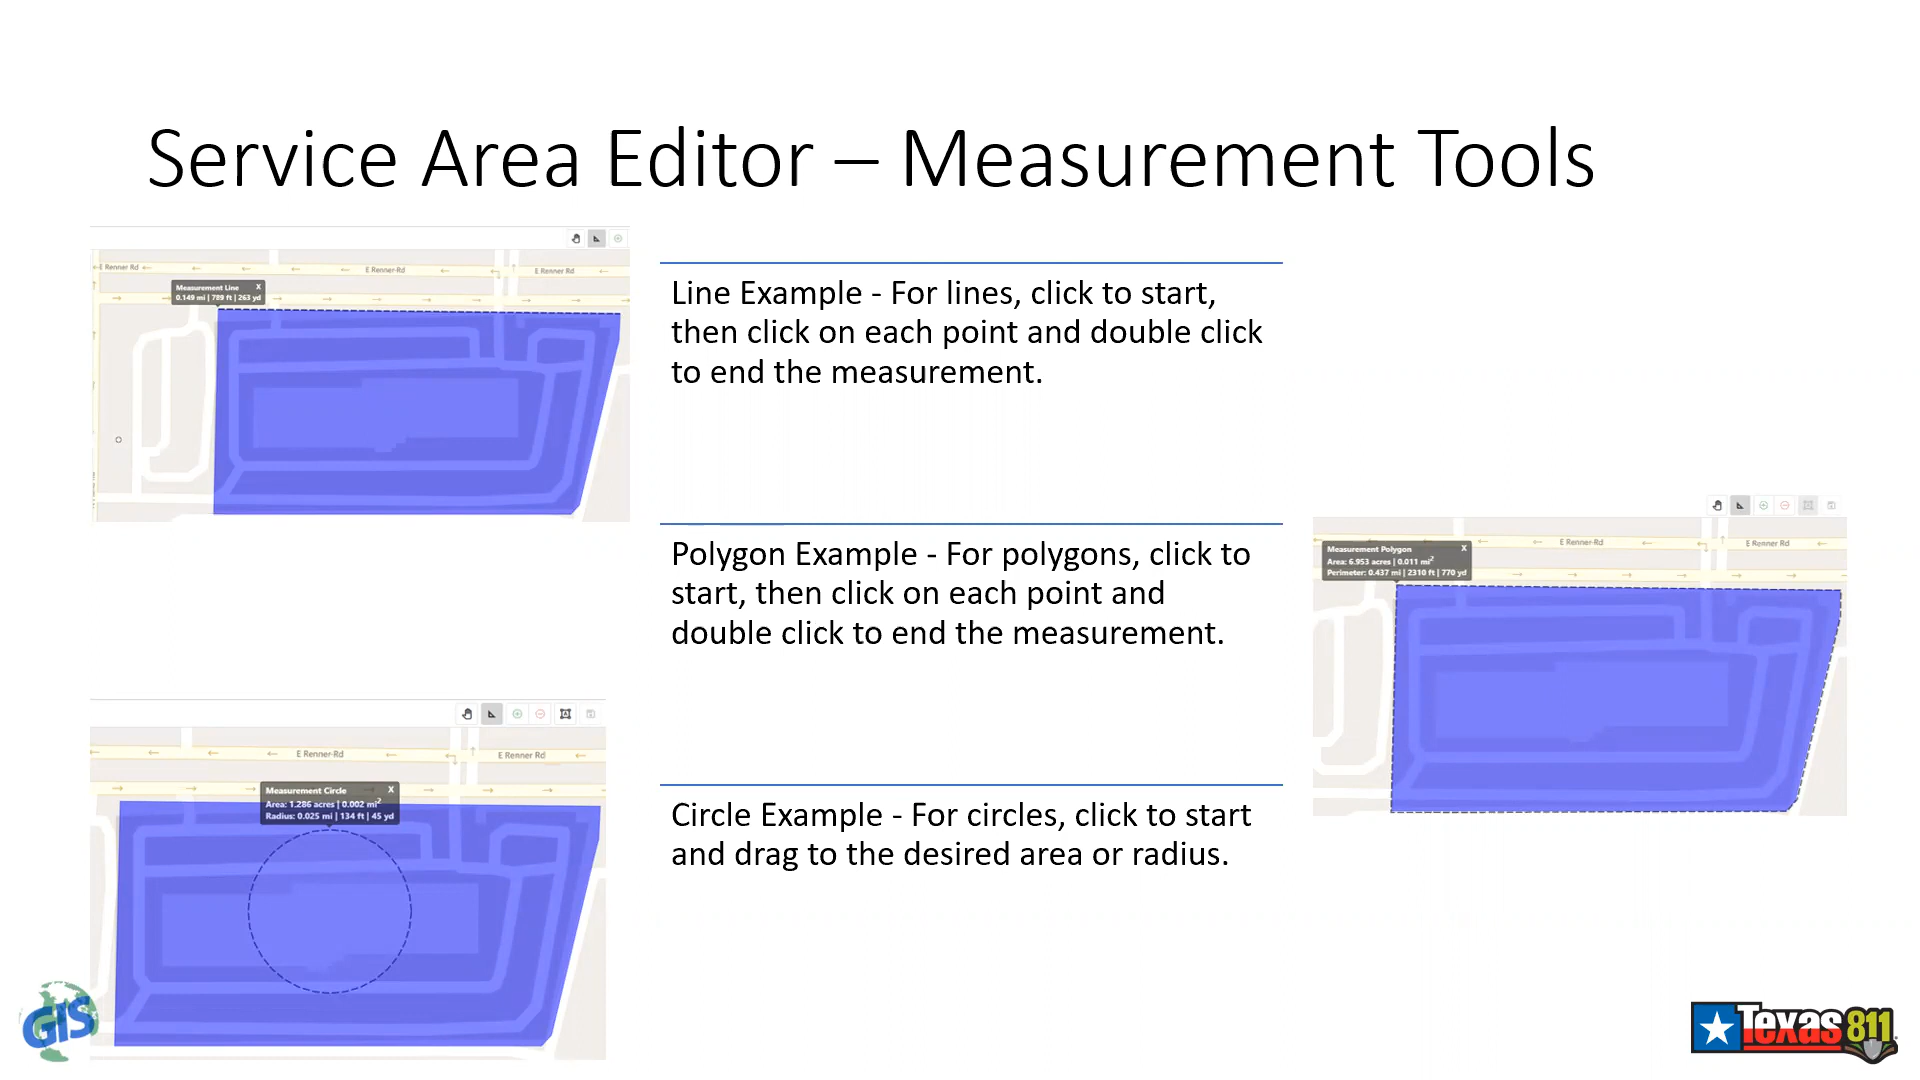 Service Area Editor – Measurement Tools
E Renner Rd
E Renner-Rd
E Renner Rd
Measurement Line X
0.149 mi | 789 ft | 263 yd
Line Example - For lines, click to start,
then click on each point and double click
to end the measurement.
Polygon Example - For polygons, click to
start, then click on each point and
double click to end the measurement.
E Renner-Rd
E Renner Rd
Measurement Polygon X
Area: 6.953 acres | 0.011 mi²
Perimeter: 0.437 mi | 2310 ft | 770 yd
E Renner-Rd
E Renner Rd
Measurement Circle X
Area: 1.286 acres | 0.002 mi²
Radius: 0.025 mi | 134 ft | 45 yd
Circle Example - For circles, click to start
and drag to the desired area or radius.
GIS
Texas 811